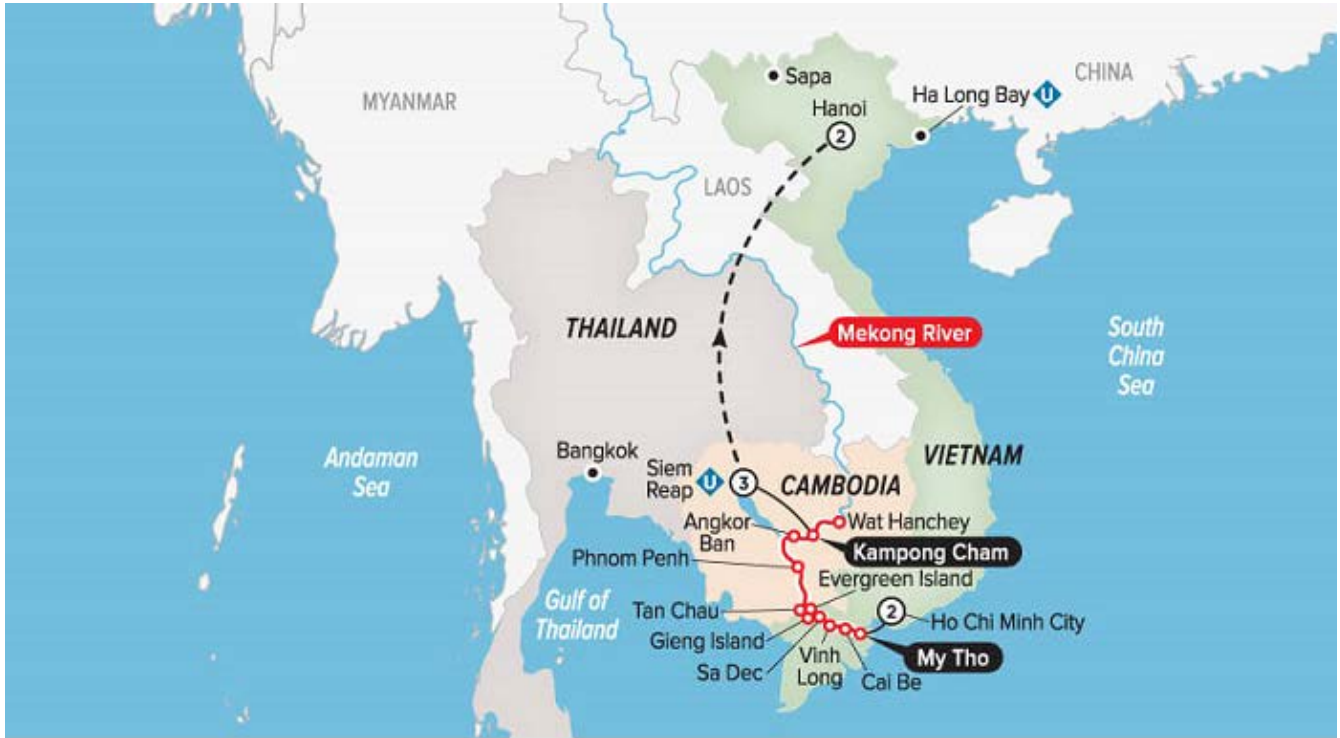 MYANMAR
CHINA
Sapa
Hanoi
2
Ha Long Bay U
LAOS
THAILAND
Mekong River
South
China
Sea
Andaman
Sea
Bangkok
Siem
Reap
U
3
CAMBODIA
VIETNAM
Angkor
Ban
Wat Hanchey
Kampong Cham
Phnom Penh
Evergreen Island
Gulf of
Thailand
Tan Chau
Gieng Island
Sa Dec
Vinh
Long
Cai Be
2
Ho Chi Minh City
My Tho